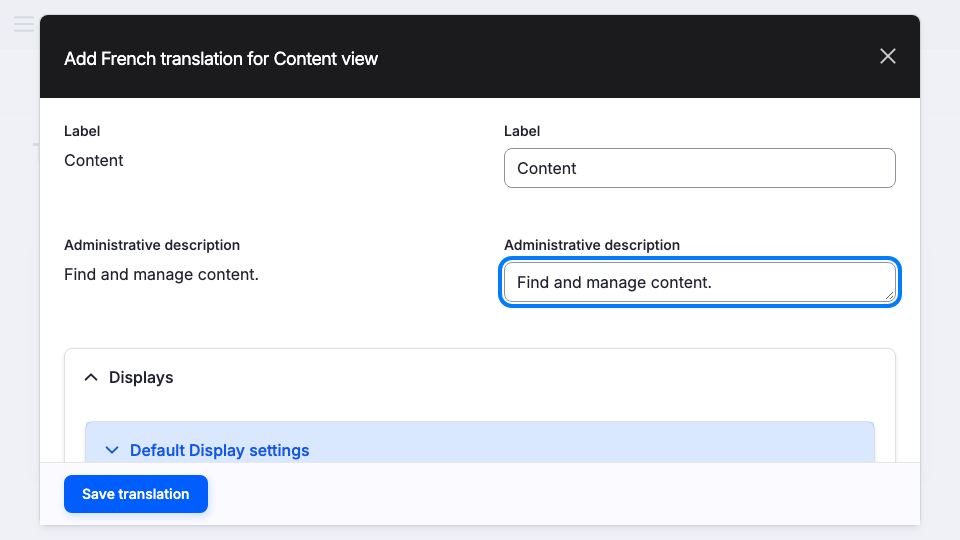 Add French translation for Content view
Label
Content
Label
Content
Administrative description
Find and manage content.
Administrative description
Find and manage content.
Displays
Default Display settings
Save translation